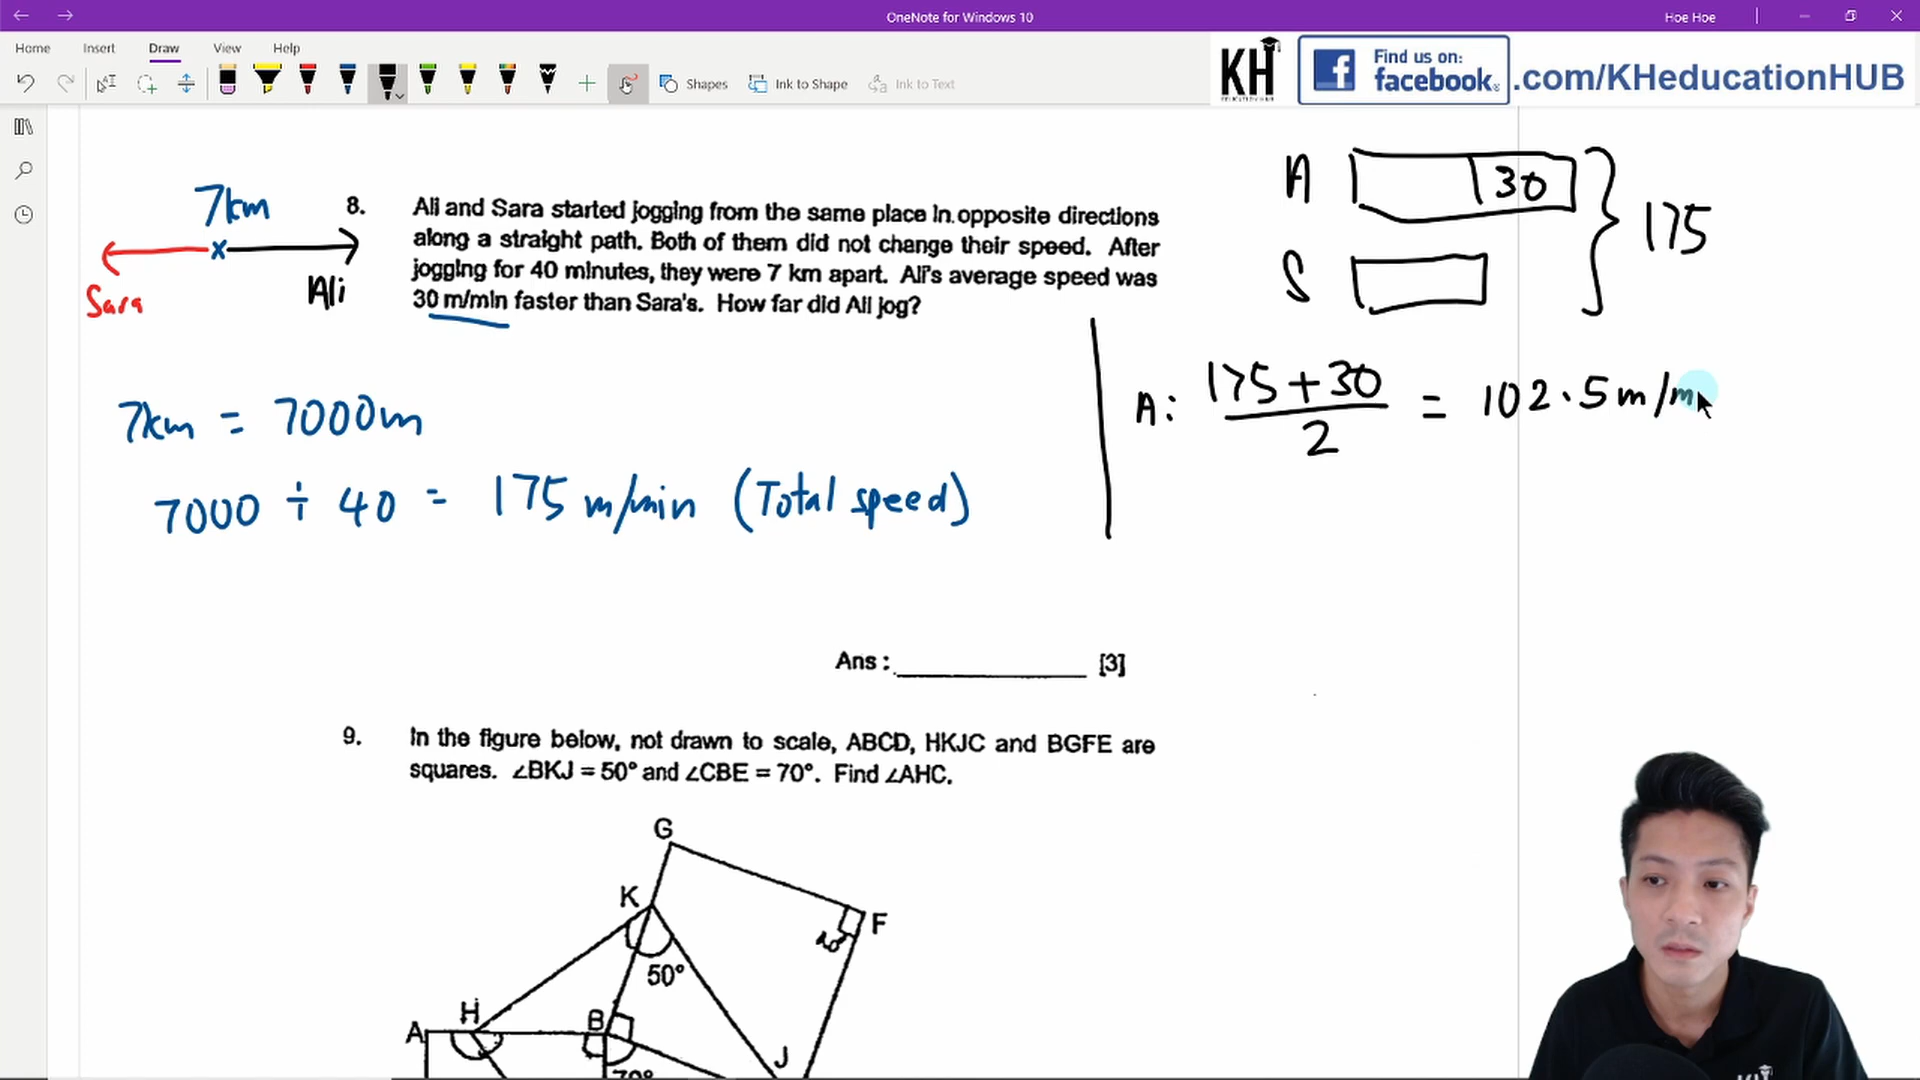 OneNote for Windows 10
Hoe Hoe
Home Insert Draw View Help
Shapes Ink to Shape Ink to Text
KH
Find us on:
facebook.com/KHeducationHUB
7km
Sara
Ali
8. Ali and Sara started jogging from the same place in opposite directions
along a straight path. Both of them did not change their speed. After
jogging for 40 minutes, they were 7 km apart. Ali's average speed was
30 m/min faster than Sara's. How far did Ali jog?
A 30
S
175
7km = 7000m
7000 ÷ 40 = 175 m/min (Total speed)
A: 175 + 30
2
= 102.5 m/m
Ans : [3]
9. In the figure below, not drawn to scale, ABCD, HKJC and BGFE are
squares. ∠BKJ = 50° and ∠CBE = 70°. Find ∠AHC.
G
K
F
50°
H
A
B
J
70°